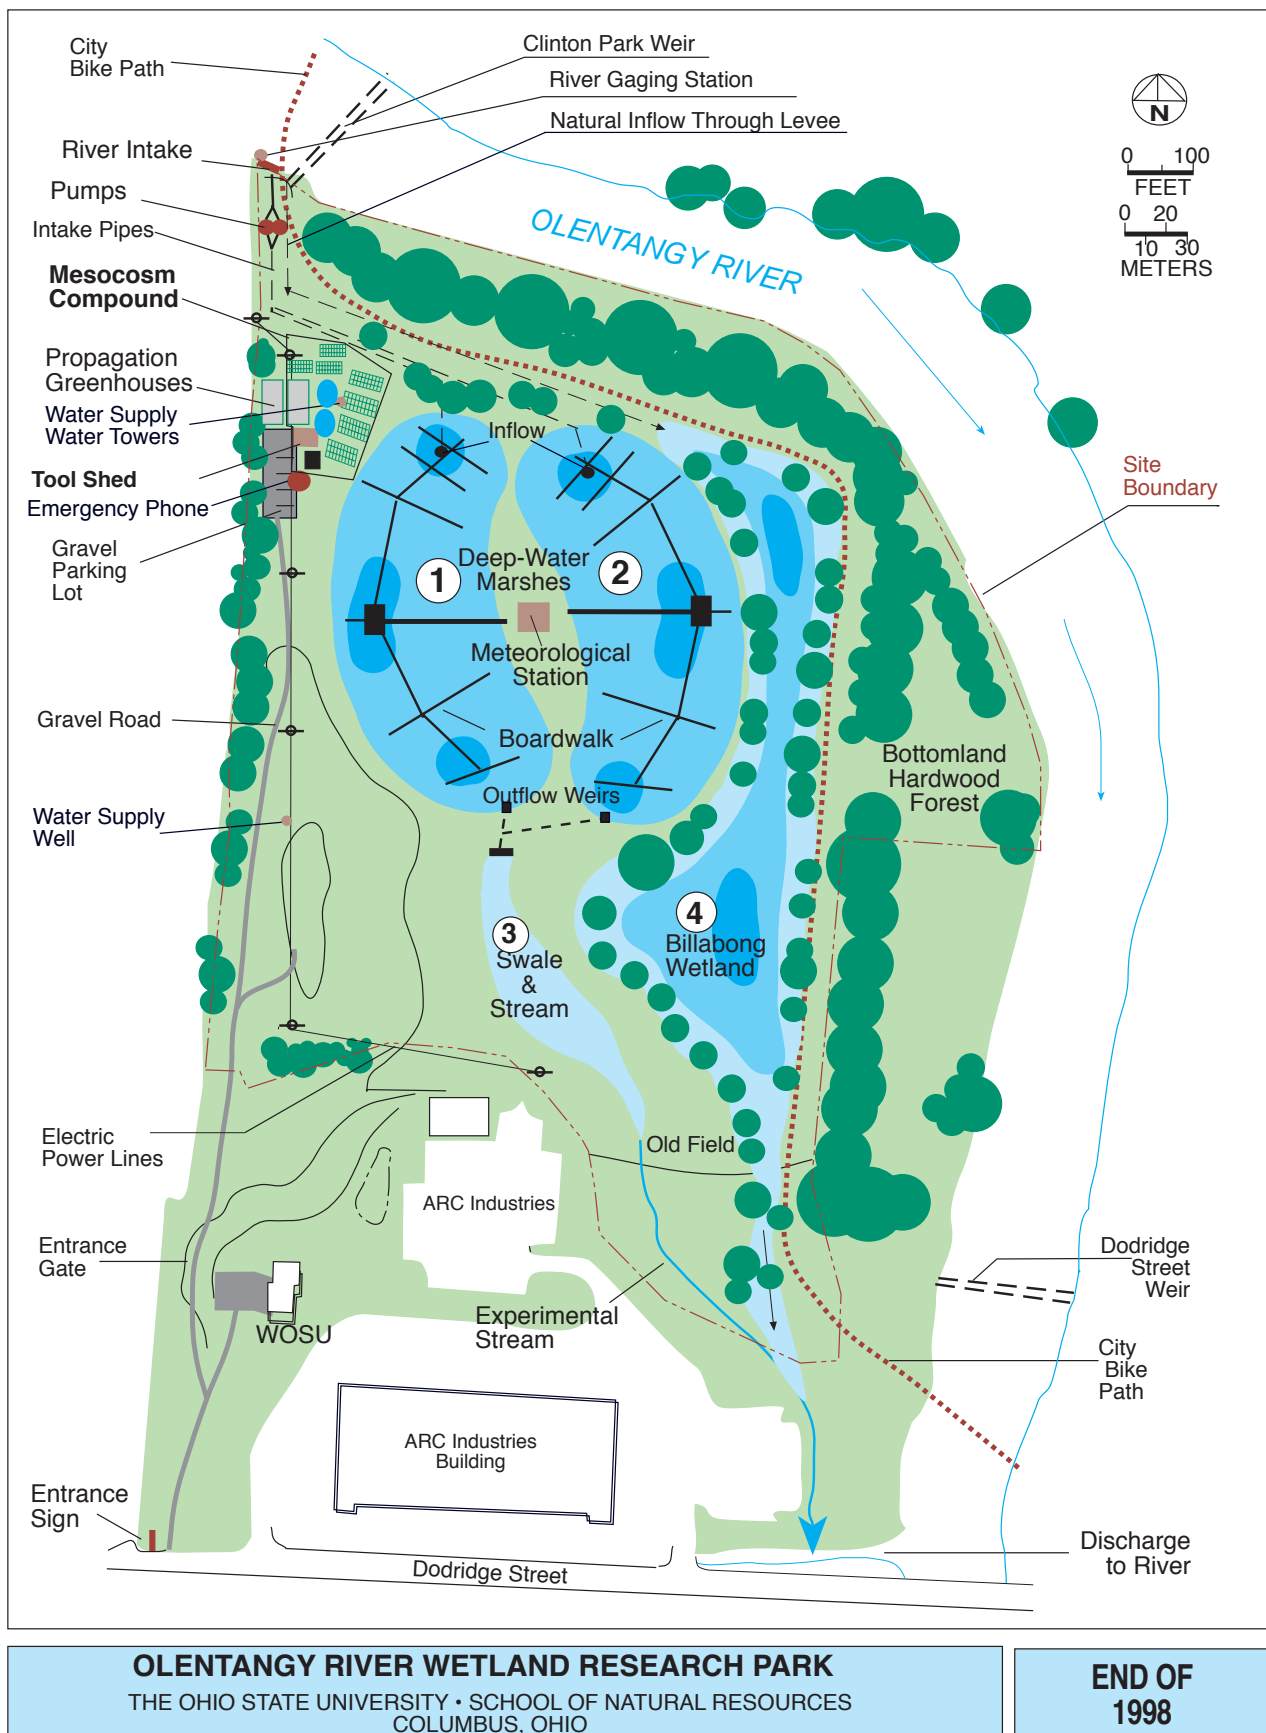 City
Bike Path
Clinton Park Weir
River Gaging Station
Natural Inflow Through Levee
River Intake
Pumps
Intake Pipes
Mesocosm
Compound
Propagation
Greenhouses
Water Supply
Water Towers
Tool Shed
Emergency Phone
Gravel
Parking
Lot
Gravel Road
Water Supply
Well
Electric
Power Lines
Entrance
Gate
Entrance
Sign
N
0 100
FEET
0 20
10 30
METERS
OLENTANGY RIVER
Site
Boundary
Inflow
1
Deep-Water
Marshes
2
Meteorological
Station
Boardwalk
Outflow Weirs
Bottomland
Hardwood
Forest
3
Swale
&
Stream
4
Billabong
Wetland
Old Field
ARC Industries
WOSU
Experimental
Stream
ARC Industries
Building
Dodridge
Street
Weir
City
Bike
Path
Discharge
to River
Dodridge Street
OLENTANGY RIVER WETLAND RESEARCH PARK
THE OHIO STATE UNIVERSITY • SCHOOL OF NATURAL RESOURCES
COLUMBUS, OHIO
END OF
1998